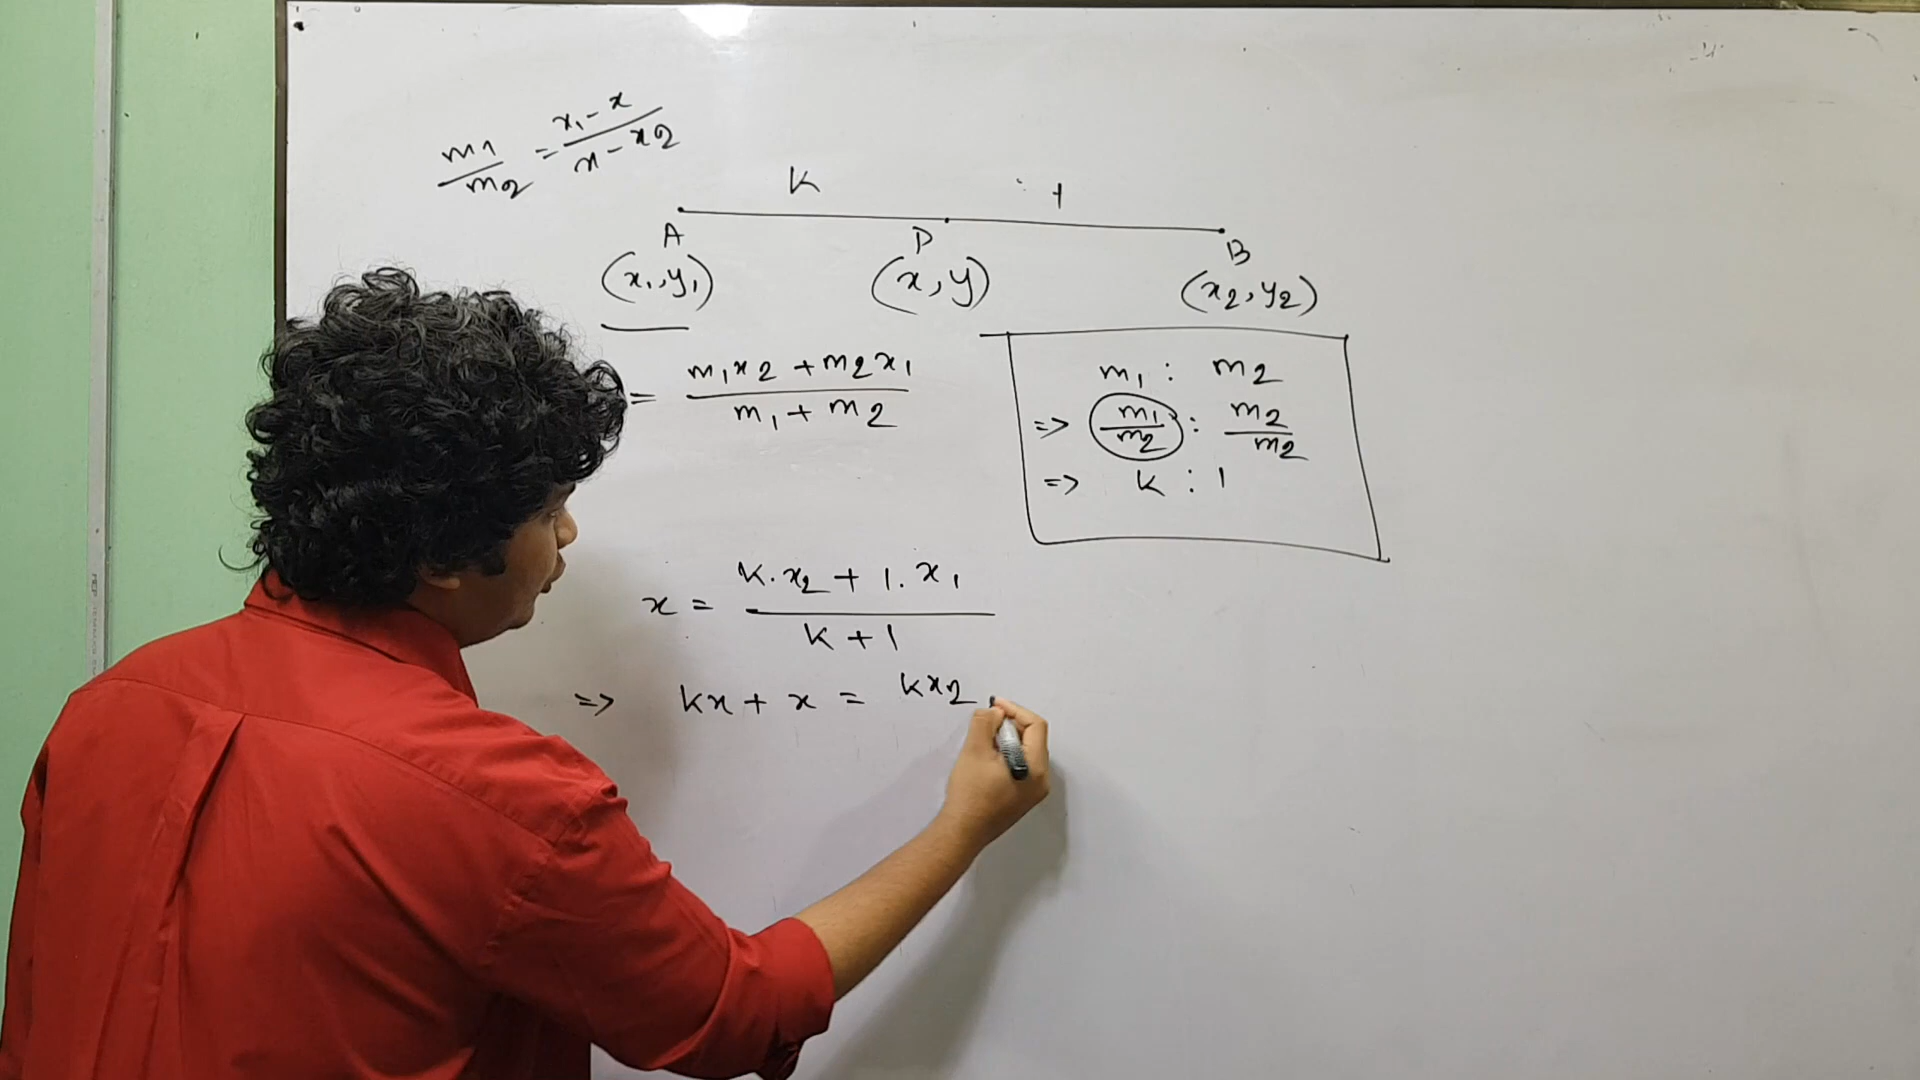 m1/m2 = x1 - x / x - x2
K : 1
A P B
(x1, y1) (x, y) (x2, y2)
= m1x2 + m2x1 / m1 + m2
m1 : m2
=> m1/m2 : m2/m2
=> k : 1
x = k.x2 + 1.x1 / k + 1
=> kx + x = kx2